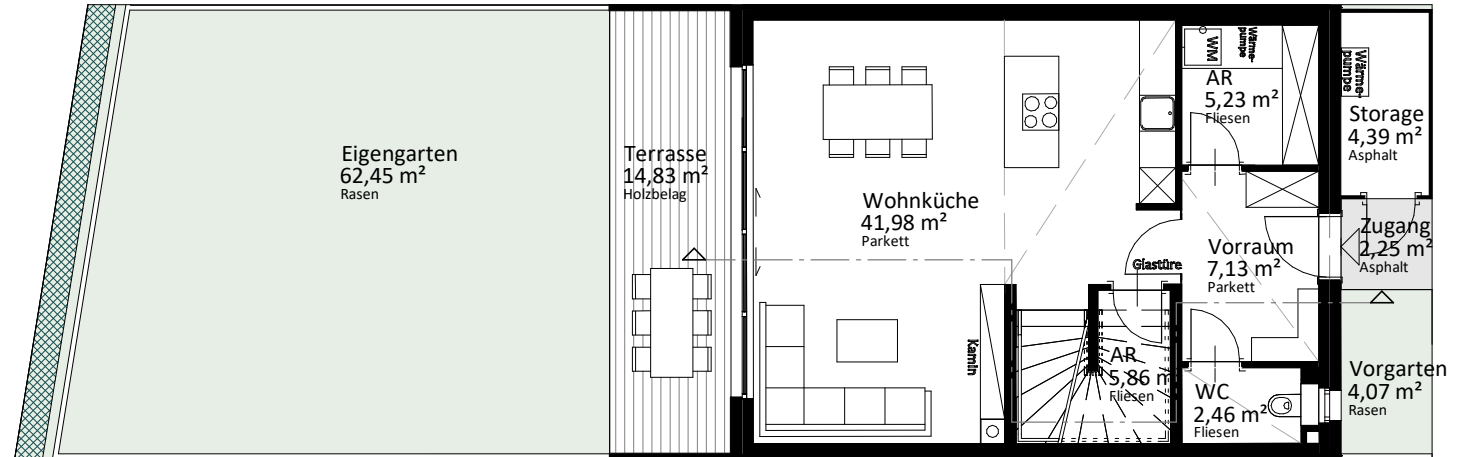 Eigengarten
62,45 m²
Rasen
Terrasse
14,83 m²
Holzbelag
Wohnküche
41,98 m²
Parkett
Kamin
Glastüre
WM
Wärme-
pumpe
AR
5,23 m²
Fliesen
Vorraum
7,13 m²
Parkett
AR
5,86 m
Fliesen
WC
2,46 m²
Fliesen
Wärme-
pumpe
Storage
4,39 m²
Asphalt
Zugang
2,25 m²
Asphalt
Vorgarten
4,07 m²
Rasen